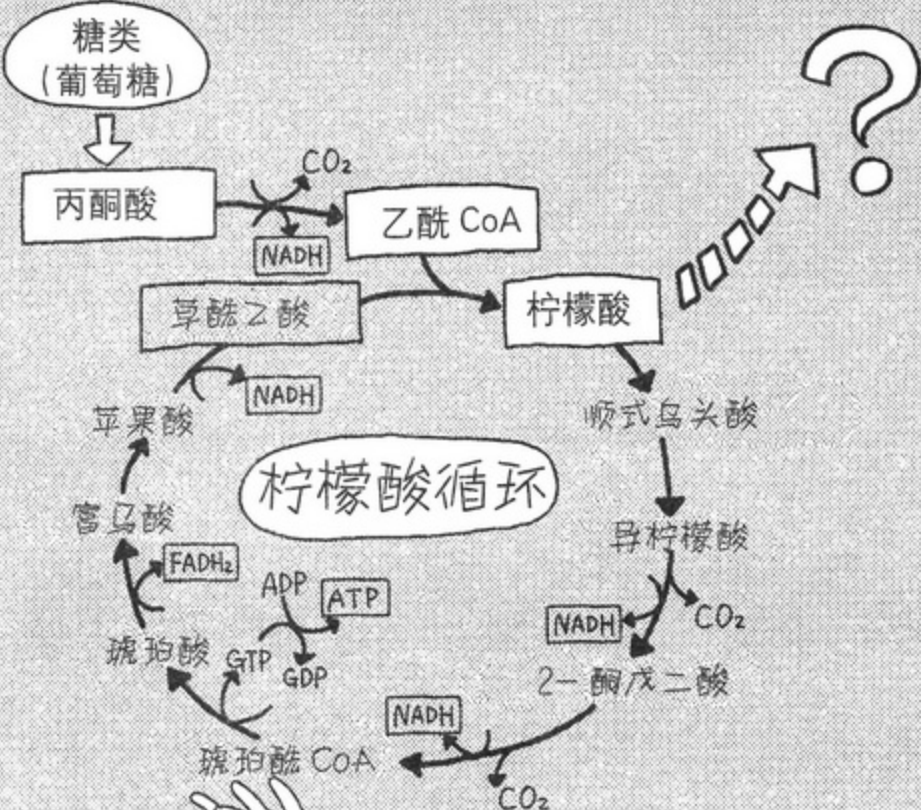 糖类
(葡萄糖)
CO₂
丙酮酸
乙酰 CoA
NADH
草酰乙酸
柠檬酸
?
NADH
苹果酸
顺式乌头酸
柠檬酸循环
富马酸
异柠檬酸
FADH₂
ADP
ATP
NADH
CO₂
琥珀酸
GTP
GDP
2-酮戊二酸
NADH
琥珀酰 CoA
CO₂